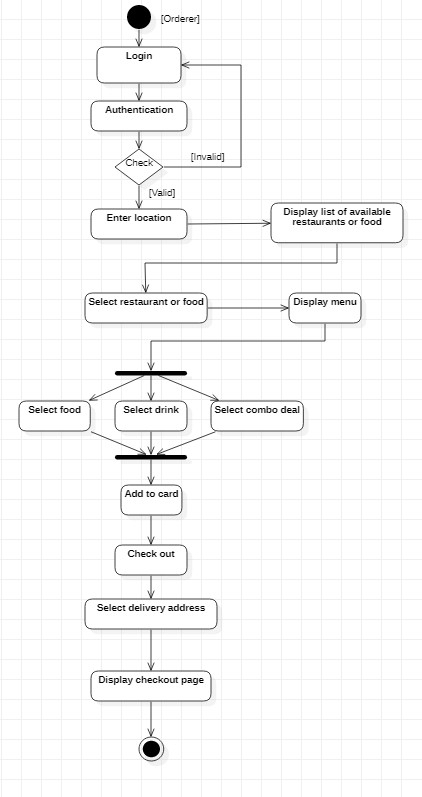 [Orderer]
Login
Authentication
Check
[Invalid]
[Valid]
Enter location
Display list of available
restaurants or food
Select restaurant or food
Display menu
Select food
Select drink
Select combo deal
Add to card
Check out
Select delivery address
Display checkout page